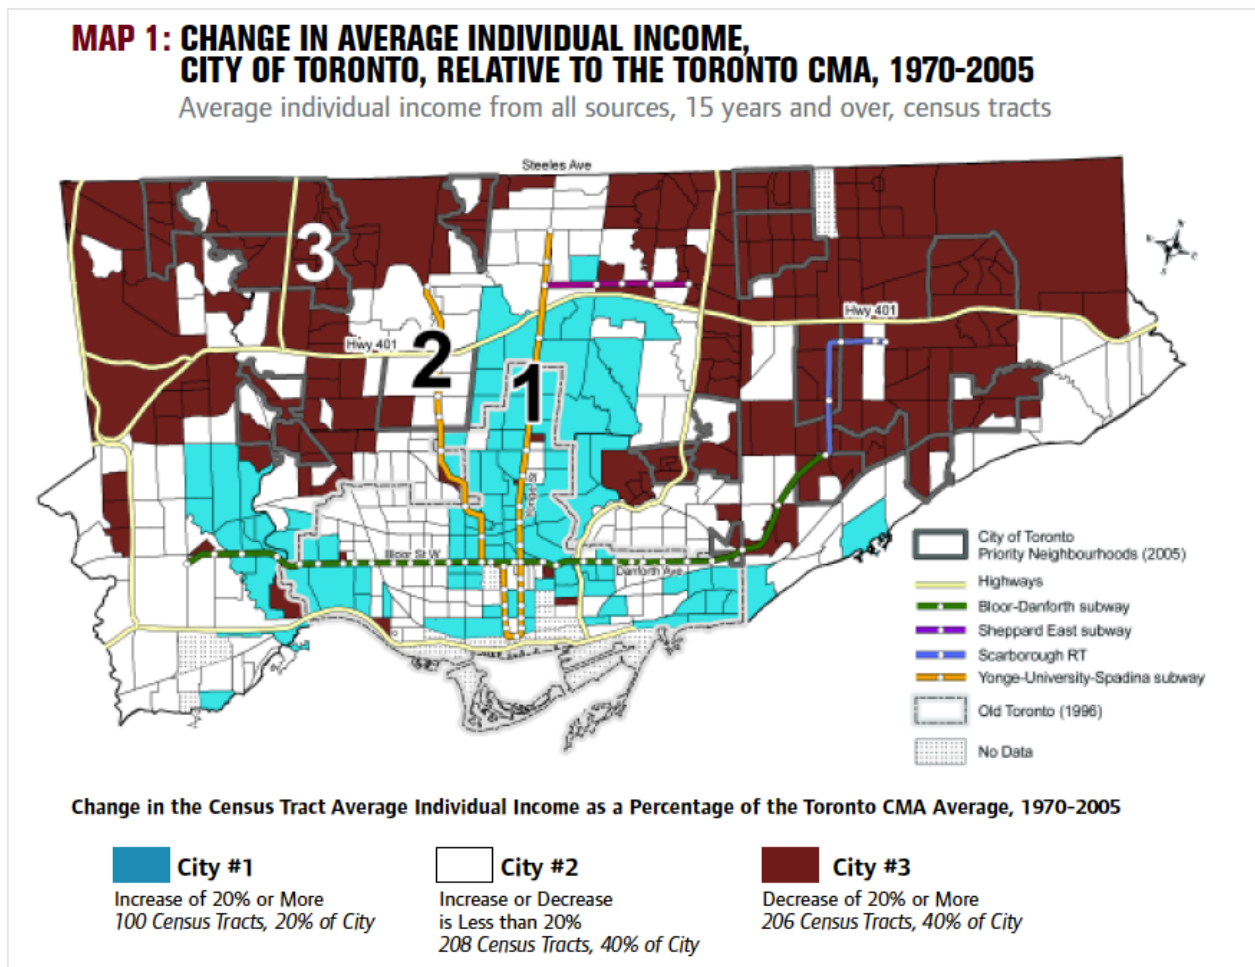 MAP 1: CHANGE IN AVERAGE INDIVIDUAL INCOME,
CITY OF TORONTO, RELATIVE TO THE TORONTO CMA, 1970-2005
Average individual income from all sources, 15 years and over, census tracts
Steeles Ave
3
Hwy 401
Hwy 401
2
1
Yonge St
Bloor St W
Danforth Ave
N
E
S
City of Toronto
Priority Neighbourhoods (2005)
Highways
Bloor-Danforth subway
Sheppard East subway
Scarborough RT
Yonge-University-Spadina subway
Old Toronto (1996)
No Data
Change in the Census Tract Average Individual Income as a Percentage of the Toronto CMA Average, 1970-2005
City #1
Increase of 20% or More
100 Census Tracts, 20% of City
City #2
Increase or Decrease
is Less than 20%
208 Census Tracts, 40% of City
City #3
Decrease of 20% or More
206 Census Tracts, 40% of City